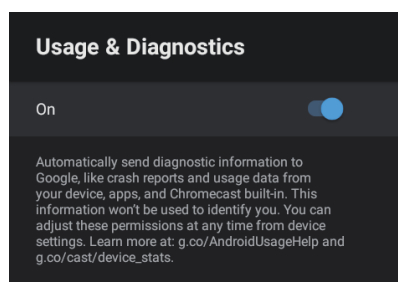 Usage & Diagnostics
On
Automatically send diagnostic information to
Google, like crash reports and usage data from
your device, apps, and Chromecast built-in. This
information won't be used to identify you. You can
adjust these permissions at any time from device
settings. Learn more at: g.co/AndroidUsageHelp and
g.co/cast/device_stats.